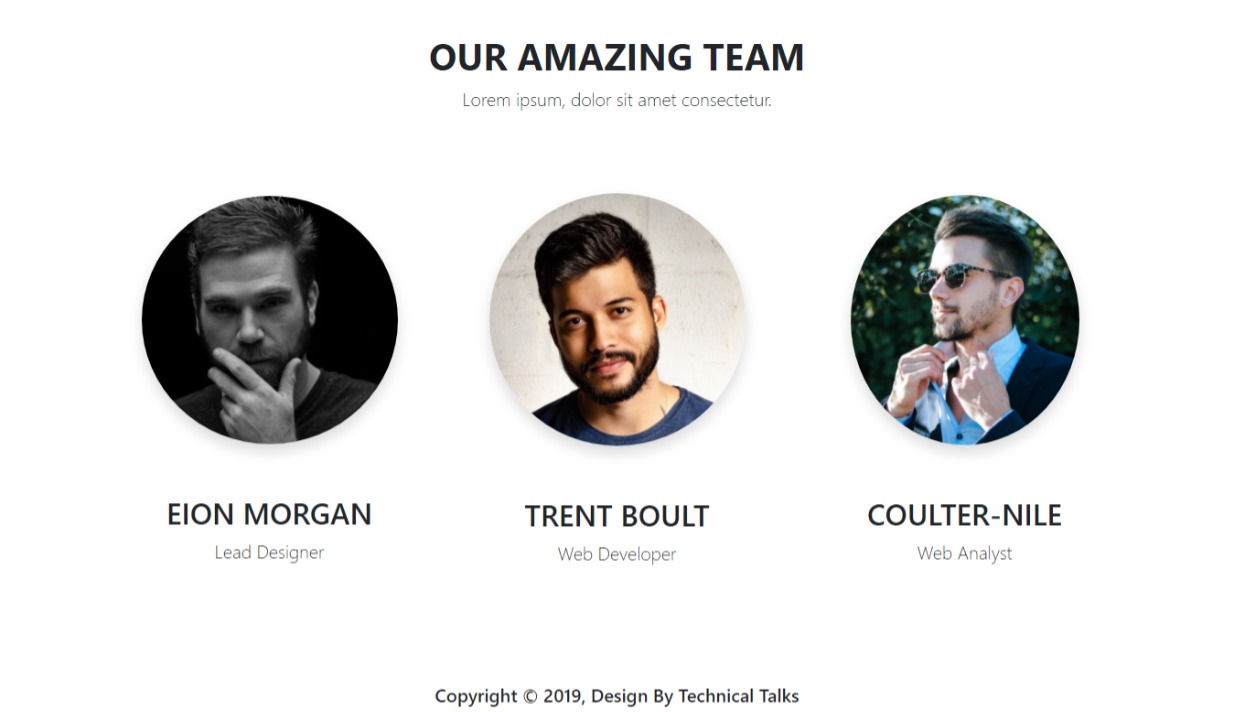 OUR AMAZING TEAM
Lorem ipsum, dolor sit amet consectetur.
EION MORGAN
Lead Designer
TRENT BOULT
Web Developer
COULTER-NILE
Web Analyst
Copyright © 2019, Design By Technical Talks